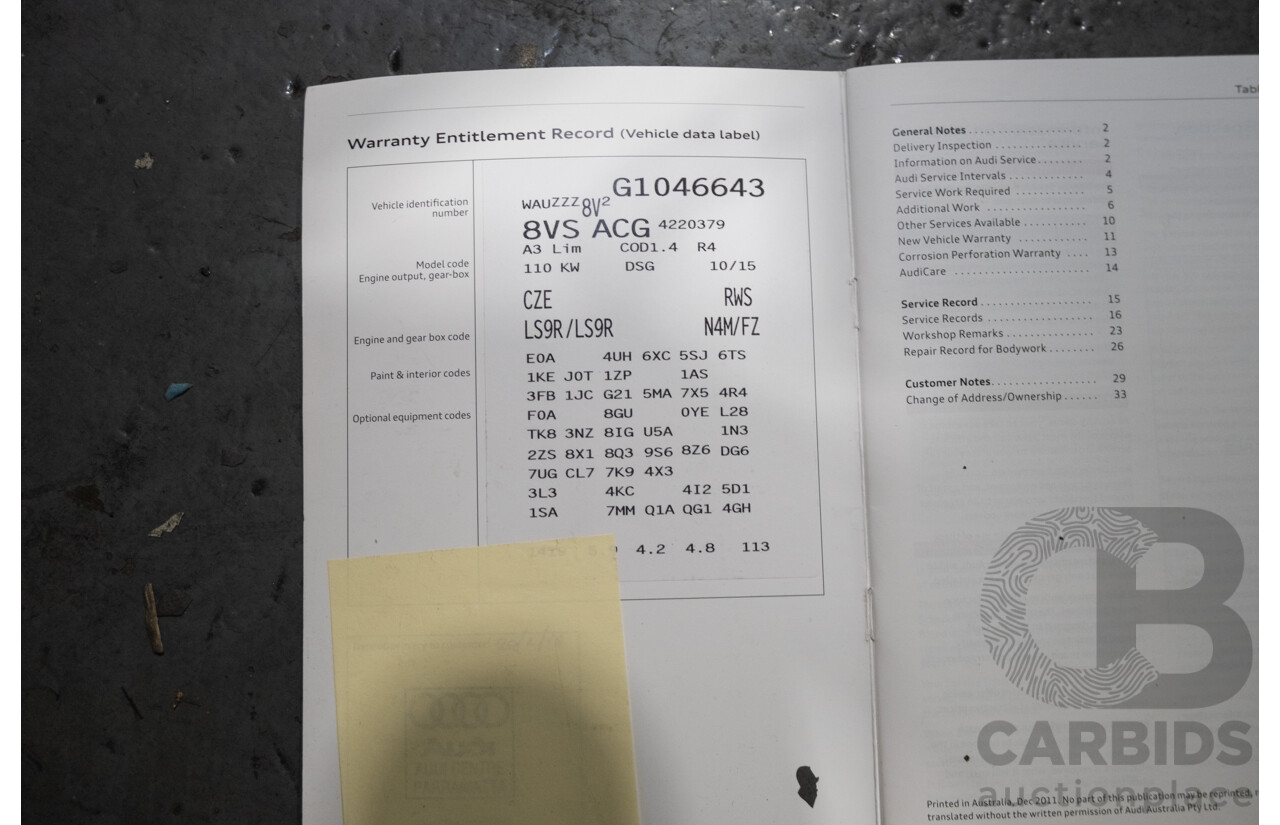 Warranty Entitlement Record (Vehicle data label)
Vehicle identification
number
G1046643
WAUZZZ8V2
8VS ACG 4220379
A3 Lim COD1.4 R4
Model code
Engine output, gear-box
110 KW DSG 10/15
CZE RWS
Engine and gear box code
LS9R/LS9R N4M/FZ
Paint & interior codes
Optional equipment codes
E0A 4UH 6XC 5SJ 6TS
1KE J0T 1ZP 1AS
3FB 1JC G21 5MA 7X5 4R4
F0A 8GU 0YE L28
TK8 3NZ 8IG U5A 1N3
2ZS 8X1 8Q3 9S6 8Z6 DG6
7UG CL7 7K9 4X3
3L3 4KC 4I2 5D1
1SA 7MM Q1A QG1 4GH
4.2 4.8 113
Audi
General Notes 2
Delivery Inspection 2
Information on Audi Service 2
Audi Service Intervals 4
Service Work Required 5
Additional Work 6
Other Services Available 10
New Vehicle Warranty 11
Corrosion Perforation Warranty 13
AudiCare 14
Service Record 15
Service Records 16
Workshop Remarks 23
Repair Record for Bodywork 26
Customer Notes 29
Change of Address/Ownership 33
CB
CARBIDS
auctionplace
Printed in Australia, Dec 2011. No part of this publication may be reprinted,
translated without the written permission of Audi Australia Pty Ltd.